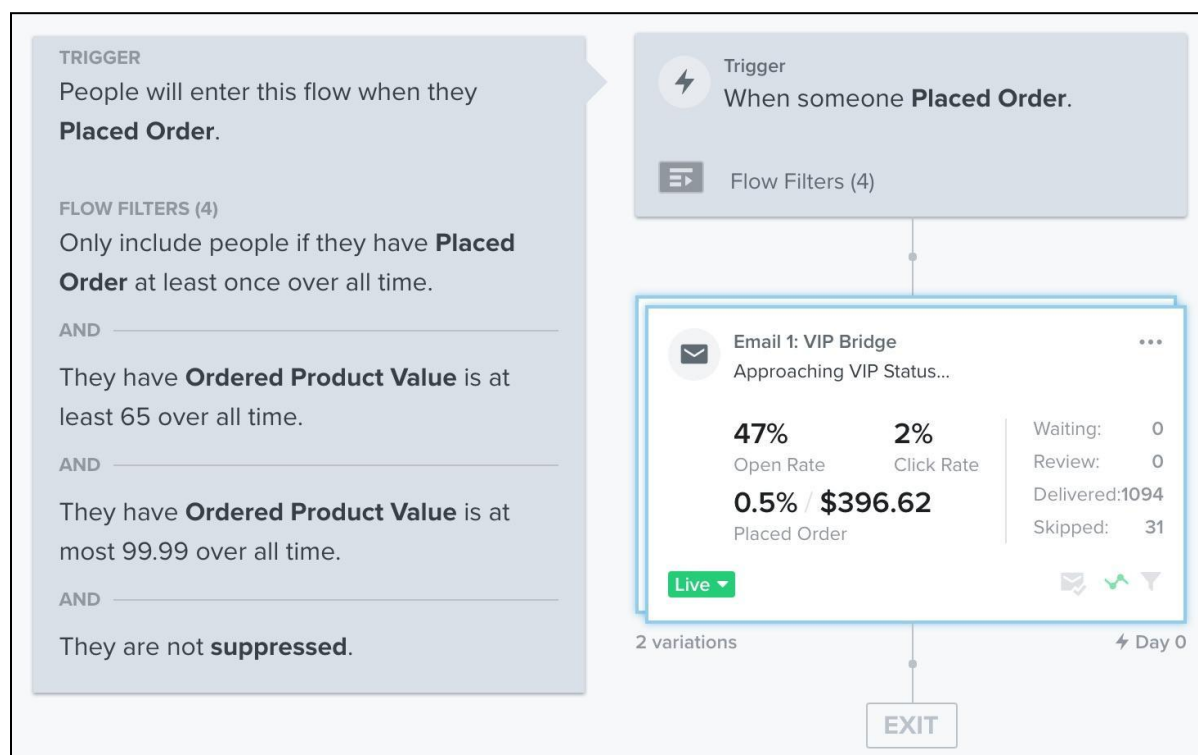 TRIGGER
People will enter this flow when they
Placed Order.
FLOW FILTERS (4)
Only include people if they have Placed
Order at least once over all time.
AND
They have Ordered Product Value is at
least 65 over all time.
AND
They have Ordered Product Value is at
most 99.99 over all time.
AND
They are not suppressed.
Trigger
When someone Placed Order.
Flow Filters (4)
Email 1: VIP Bridge
Approaching VIP Status...
47% 2%
Open Rate Click Rate
0.5% / $396.62
Placed Order
Waiting: 0
Review: 0
Delivered:1094
Skipped: 31
Live
2 variations
Day 0
EXIT